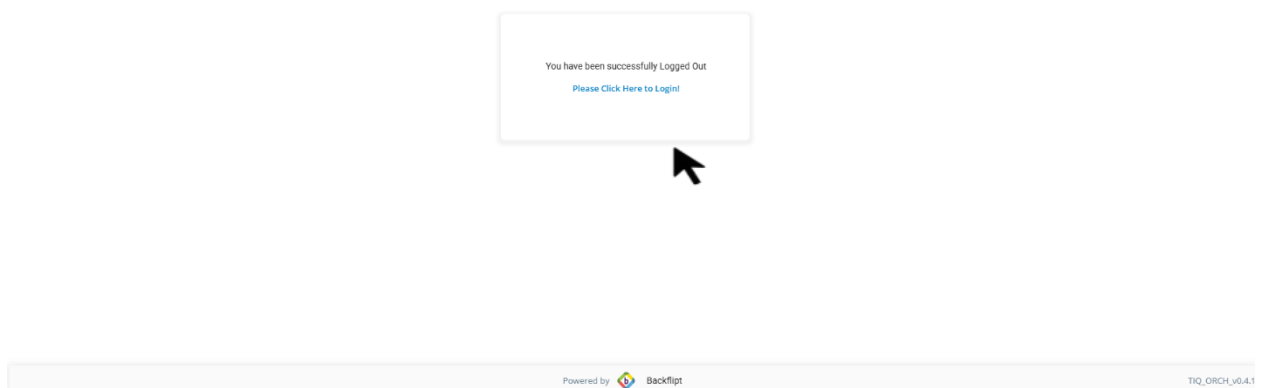 You have been successfully Logged Out
Please Click Here to Login!
Powered by b Backflipt
TIQ_ORCH_v0.4.1